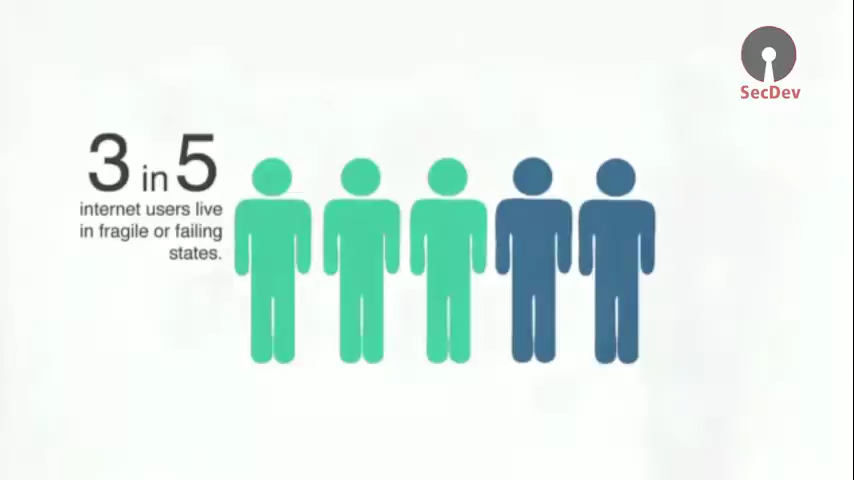 SecDev
3 in 5
internet users live
in fragile or failing
states.